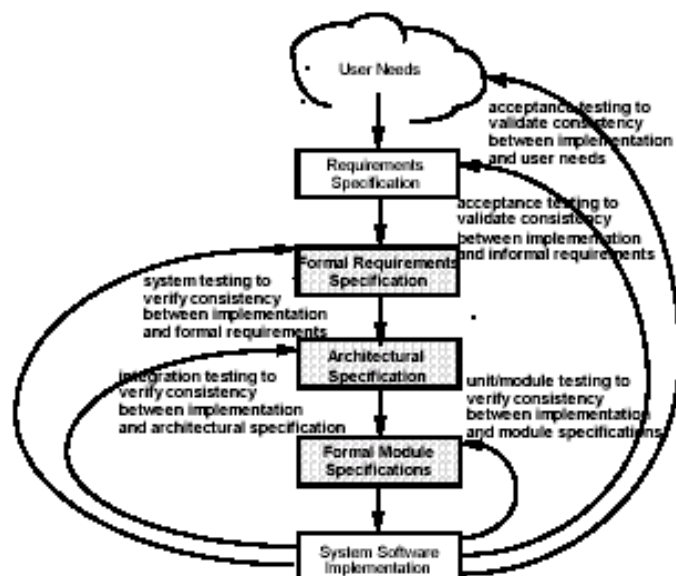 User Needs
acceptance testing to
validate consistency
between implementation
and user needs
Requirements
Specification
acceptance testing to
validate consistency
between implementation
and informal requirements
Formal Requirements
Specification
system testing to
verify consistency
between implementation
and formal requirements
Architectural
Specification
integration testing to
verify consistency
between implementation
and architectural specification
unit/module testing to
verify consistency
between implementation
and module specifications
Formal Module
Specifications
System Software
Implementation